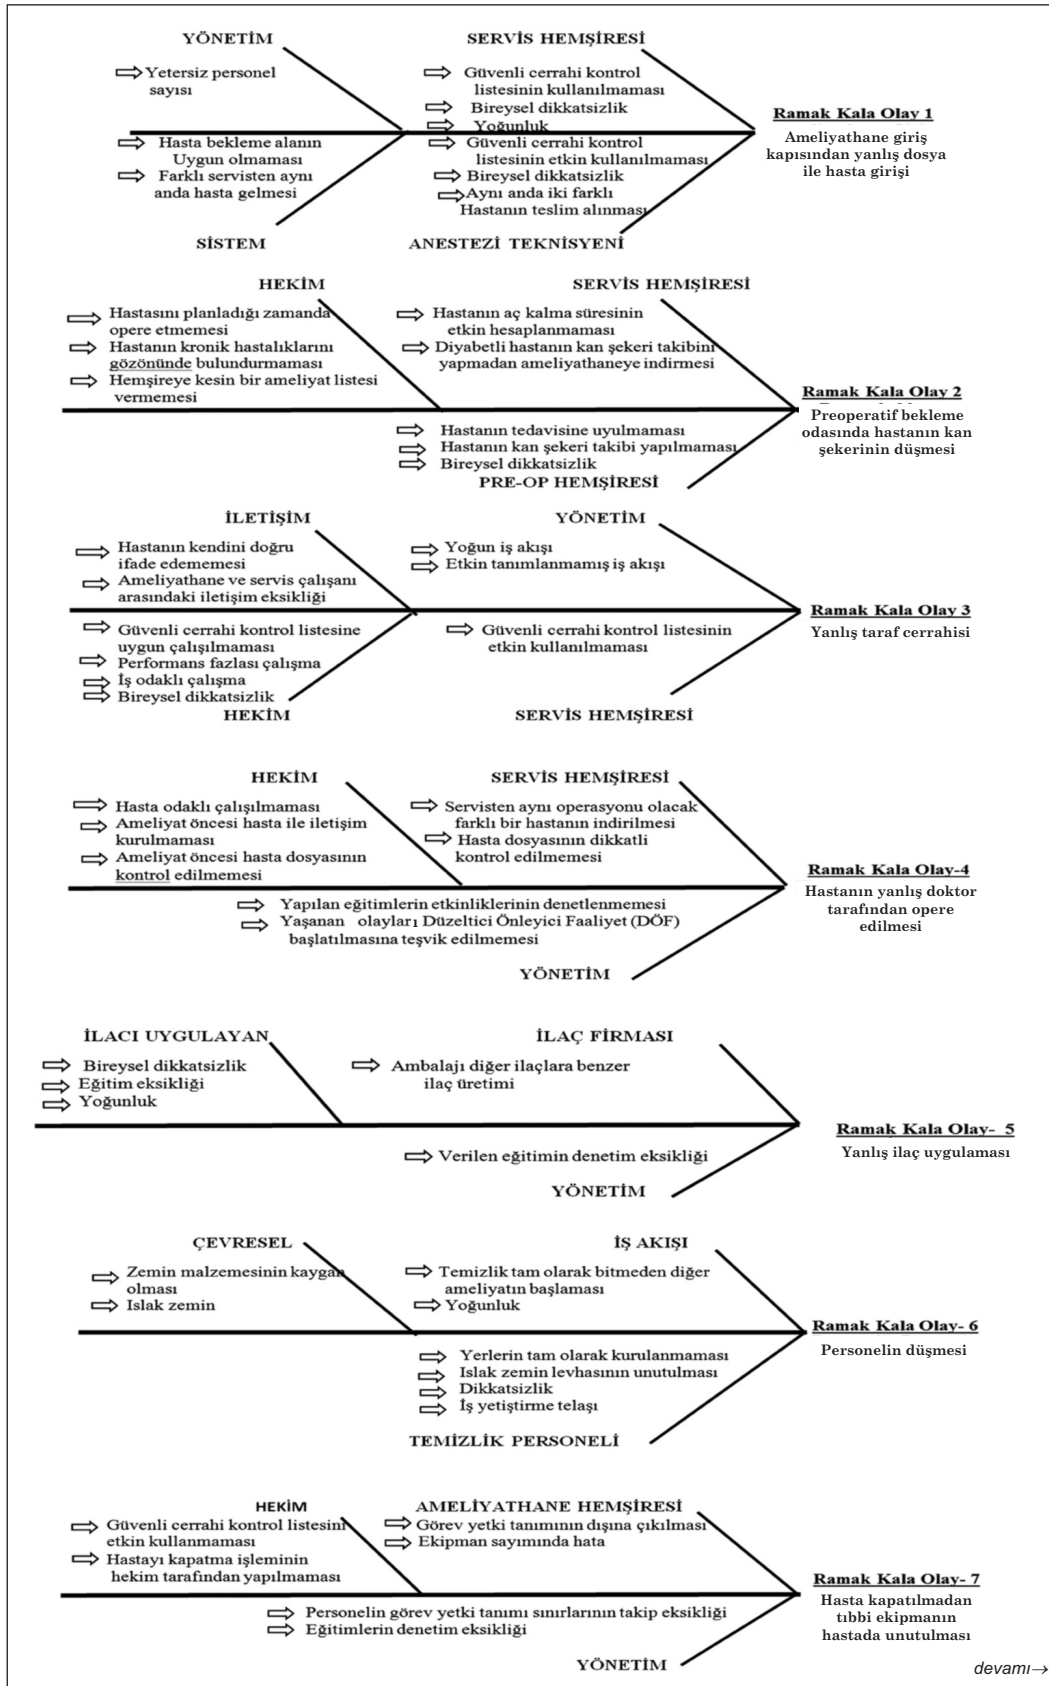 YÖNETİM
Yetersiz personel
sayısı
SERVİS HEMŞİRESİ
Güvenli cerrahi kontrol
listesinin kullanılmaması
Bireysel dikkatsizlik
Yoğunluk
Hasta bekleme alanın
Uygun olmaması
Farklı servisten aynı
anda hasta gelmesi
SİSTEM
Güvenli cerrahi kontrol
listesinin etkin kullanılmaması
Bireysel dikkatsizlik
Aynı anda iki farklı
Hastanın teslim alınması
ANESTEZİ TEKNİSYENİ
Ramak Kala Olay 1
Ameliyathane giriş
kapısından yanlış dosya
ile hasta girişi
HEKİM
Hastasını planladığı zamanda
opere etmemesi
Hastanın kronik hastalıklarını
gözönünde bulundurmaması
Hemşireye kesin bir ameliyat listesi
vermemesi
SERVİS HEMŞİRESİ
Hastanın aç kalma süresinin
etkin hesaplanmaması
Diyabetli hastanın kan şekeri takibini
yapmadan ameliyathaneye indirmesi
Hastanın tedavisine uyulmaması
Hastanın kan şekeri takibi yapılmaması
Bireysel dikkatsizlik
PRE-OP HEMŞİRESİ
Ramak Kala Olay 2
Preoperatif bekleme
odasında hastanın kan
şekerinin düşmesi
İLETİŞİM
Hastanın kendini doğru
ifade edememesi
Ameliyathane ve servis çalışanı
arasındaki iletişim eksikliği
YÖNETİM
Yoğun iş akışı
Etkin tanımlanmamış iş akışı
Güvenli cerrahi kontrol listesine
uygun çalışılmaması
Performans fazlası çalışma
İş odaklı çalışma
Bireysel dikkatsizlik
HEKİM
Güvenli cerrahi kontrol listesinin
etkin kullanılmaması
SERVİS HEMŞİRESİ
Ramak Kala Olay 3
Yanlış taraf cerrahisi
HEKİM
Hasta odaklı çalışılmaması
Ameliyat öncesi hasta ile iletişim
kurulmaması
Ameliyat öncesi hasta dosyasının
kontrol edilmemesi
SERVİS HEMŞİRESİ
Servisten aynı operasyonu olacak
farklı bir hastanın indirilmesi
Hasta dosyasının dikkatli
kontrol edilmemesi
Yapılan eğitimlerin etkinliklerinin denetlenmemesi
Yaşanan olayları Düzeltici Önleyici Faaliyet (DÖF)
başlatılmasına teşvik edilmemesi
YÖNETİM
Ramak Kala Olay-4
Hastanın yanlış doktor
tarafından opere
edilmesi
İLACI UYGULAYAN
Bireysel dikkatsizlik
Eğitim eksikliği
Yoğunluk
İLAÇ FİRMASI
Ambalajı diğer ilaçlara benzer
ilaç üretimi
Verilen eğitimin denetim eksikliği
YÖNETİM
Ramak Kala Olay- 5
Yanlış ilaç uygulaması
ÇEVRESEL
Zemin malzemesinin kaygan
olması
Islak zemin
İŞ AKIŞI
Temizlik tam olarak bitmeden diğer
ameliyatın başlaması
Yoğunluk
Yerlerin tam olarak kurulanmaması
Islak zemin levhasının unutulması
Dikkatsizlik
İş yetiştirme telaşı
TEMİZLİK PERSONELİ
Ramak Kala Olay- 6
Personelin düşmesi
HEKİM
Güvenli cerrahi kontrol listesini
etkin kullanmaması
Hastayı kapatma işleminin
hekim tarafından yapılmaması
AMELİYATHANE HEMŞİRESİ
Görev yetki tanımının dışına çıkılması
Ekipman sayımında hata
Personelin görev yetki tanımı sınırlarının takip eksikliği
Eğitimlerin denetim eksikliği
YÖNETİM
Ramak Kala Olay- 7
Hasta kapatılmadan
tıbbi ekipmanın
hastada unutulması
devamı→